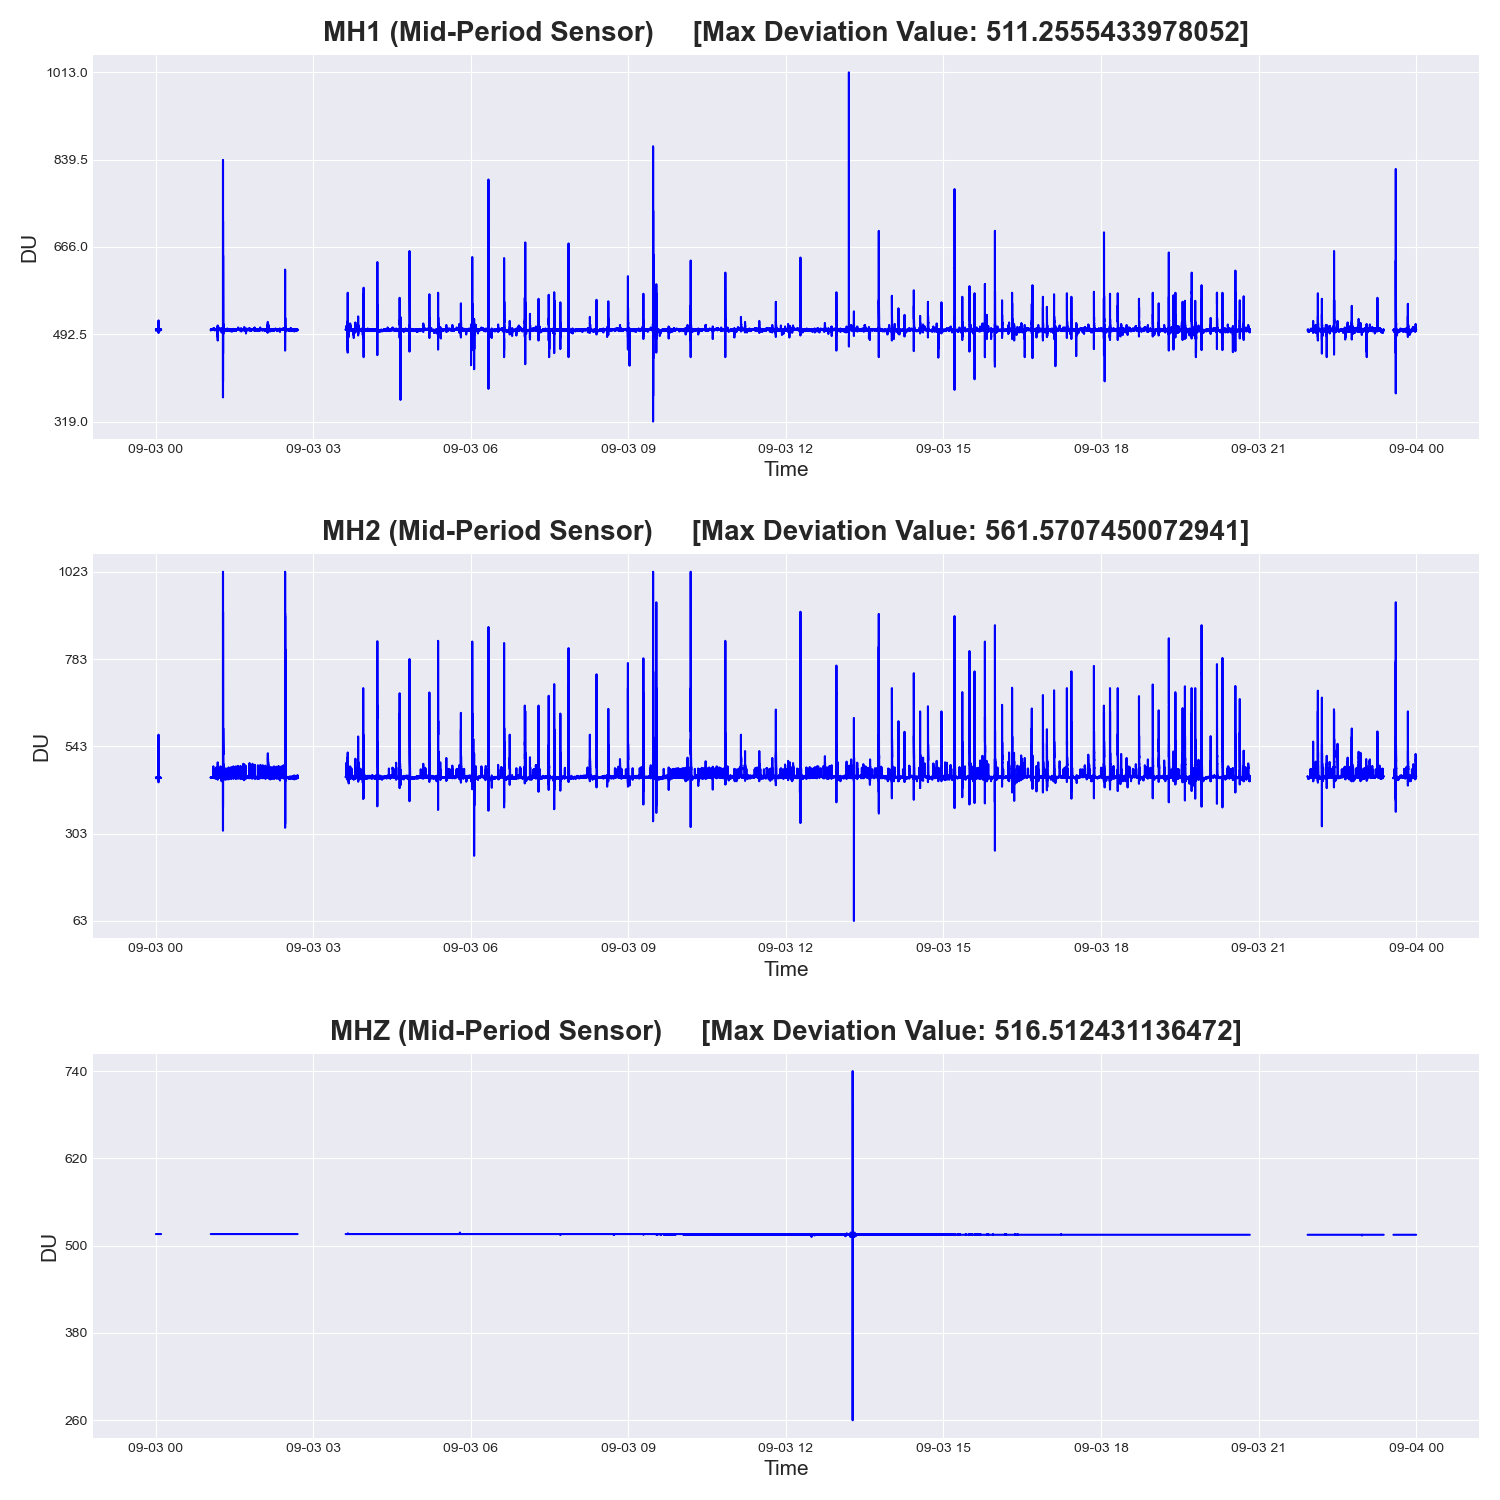 MH1 (Mid-Period Sensor) [Max Deviation Value: 511.2555433978052]
1013.0
839.5
666.0
492.5
319.0
DU
09-03 00 09-03 03 09-03 06 09-03 09 09-03 12 09-03 15 09-03 18 09-03 21 09-04 00
Time
MH2 (Mid-Period Sensor) [Max Deviation Value: 561.5707450072941]
1023
783
543
303
63
DU
09-03 00 09-03 03 09-03 06 09-03 09 09-03 12 09-03 15 09-03 18 09-03 21 09-04 00
Time
MHZ (Mid-Period Sensor) [Max Deviation Value: 516.512431136472]
740
620
500
380
260
DU
09-03 00 09-03 03 09-03 06 09-03 09 09-03 12 09-03 15 09-03 18 09-03 21 09-04 00
Time